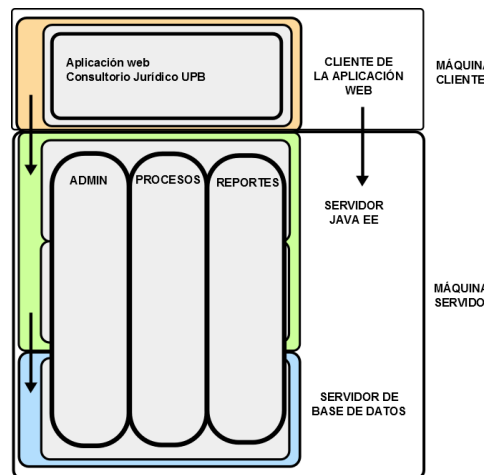 Aplicación web
Consultorio Jurídico UPB
CLIENTE DE
LA APLICACIÓN
WEB
MÁQUINA
CLIENTE
ADMIN
PROCESOS
REPORTES
SERVIDOR
JAVA EE
MÁQUINA
SERVIDO
SERVIDOR DE
BASE DE DATOS